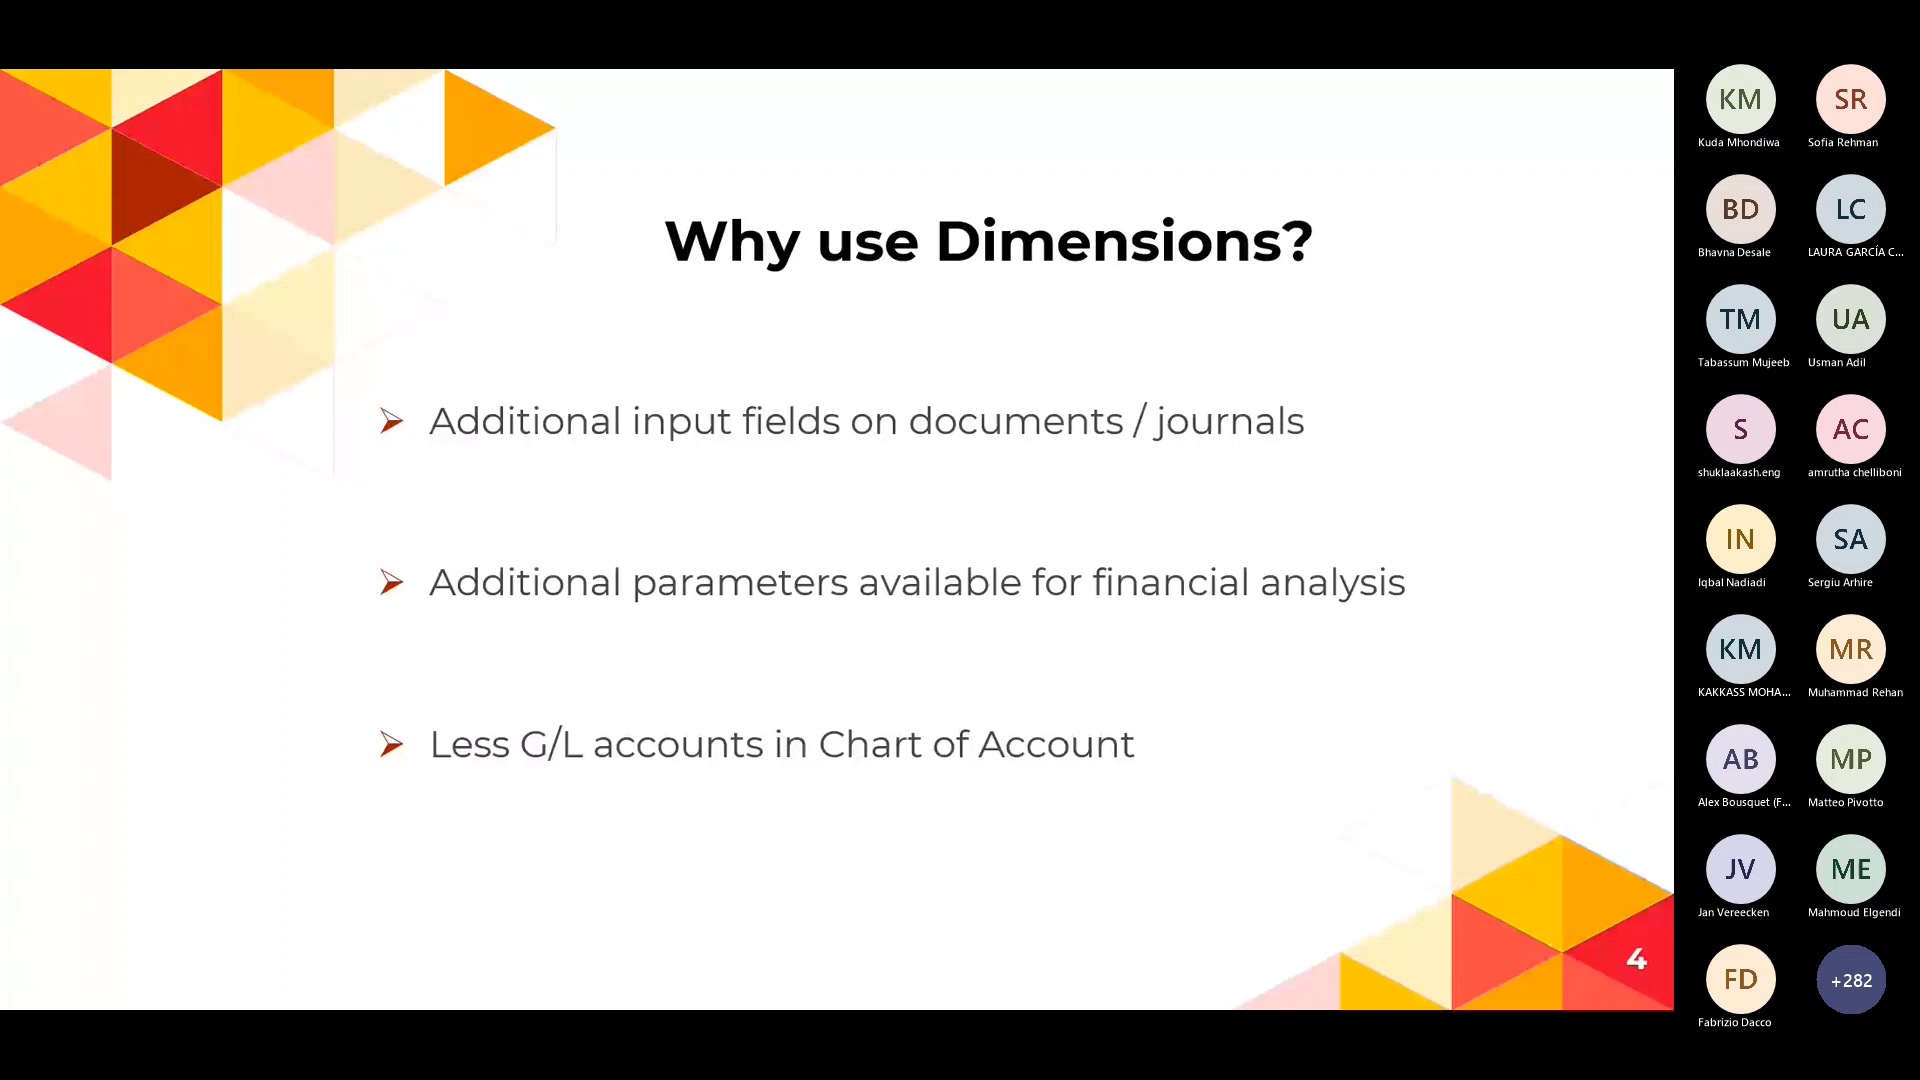 Why use Dimensions?
Additional input fields on documents / journals
Additional parameters available for financial analysis
Less G/L accounts in Chart of Account
4
KM
Kuda Mhondiwa
SR
Sofia Rehman
BD
Bhavna Desale
LC
LAURA GARCÍA C...
TM
Tabassum Mujeeb
UA
Usman Adil
S
shuklaakash.eng
AC
amrutha chelliboni
IN
Iqbal Nadiadi
SA
Sergiu Arhire
KM
KAKKASS MOHA...
MR
Muhammad Rehan
AB
Alex Bousquet (F...
MP
Matteo Pivotto
JV
Jan Vereecken
ME
Mahmoud Elgendi
FD
Fabrizio Dacco
+282